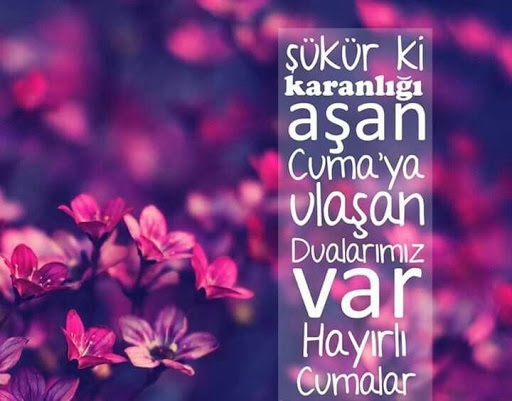 şükür ki
karanlığı
aşan
Cuma'ya
ulaşan
Dualarımız
var
Hayırlı
Cumalar